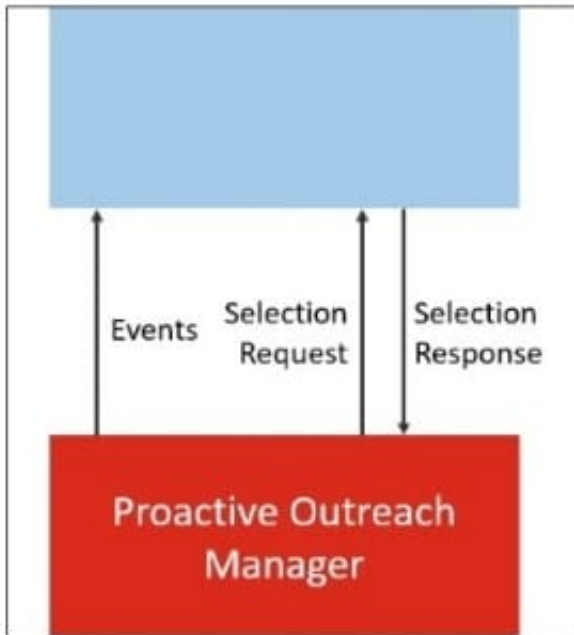 Events
Selection
Request
Selection
Response
Proactive Outreach
Manager